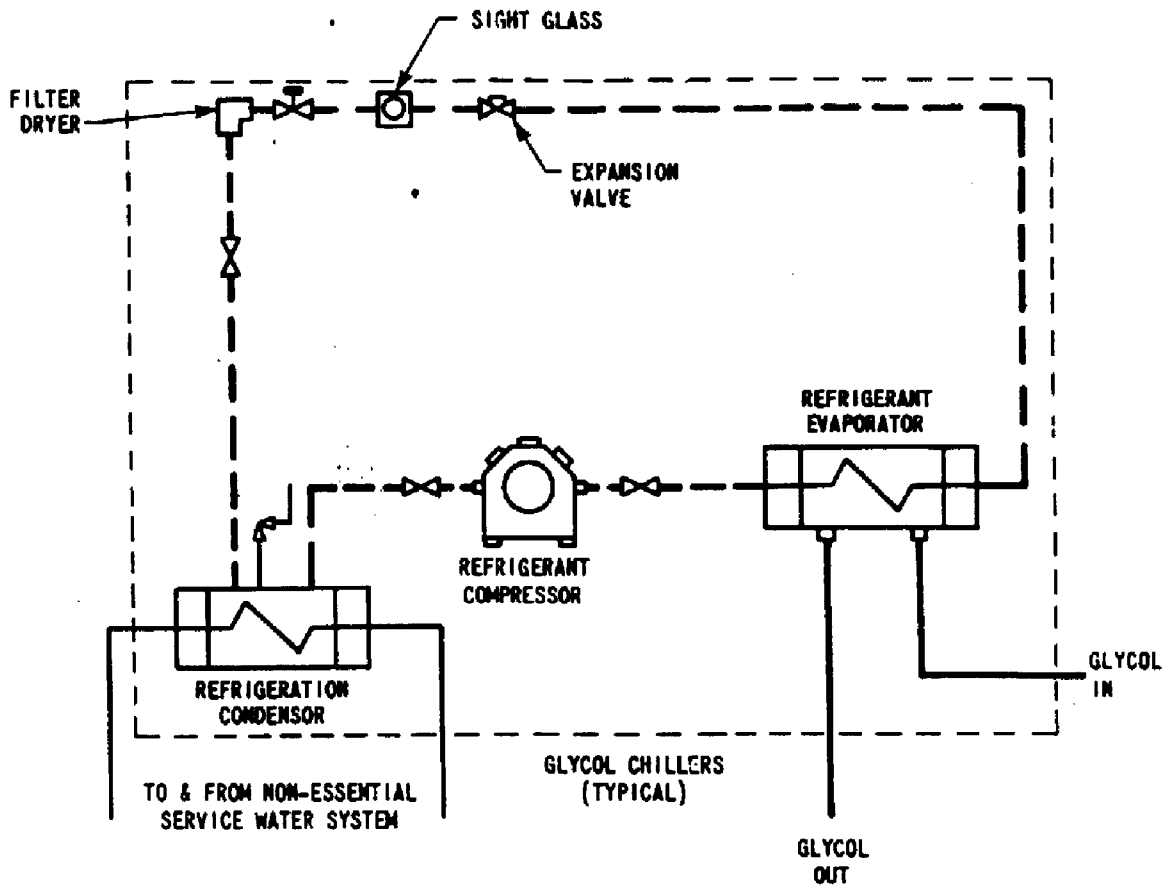 SIGHT GLASS
FILTER
DRYER
EXPANSION
VALVE
REFRIGERANT
EVAPORATOR
REFRIGERANT
COMPRESSOR
REFRIGERATION
CONDENSOR
GLYCOL
IN
GLYCOL CHILLERS
(TYPICAL)
TO & FROM NON-ESSENTIAL
SERVICE WATER SYSTEM
GLYCOL
OUT